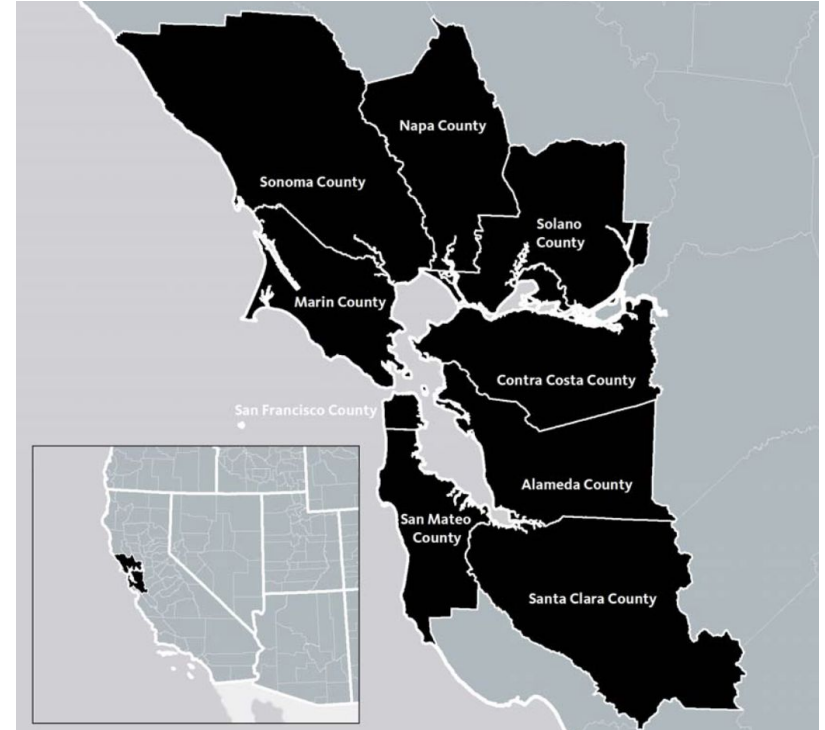 Napa County
Sonoma County
Solano
County
Marin County
Contra Costa County
San Francisco County
Alameda County
San Mateo
County
Santa Clara County